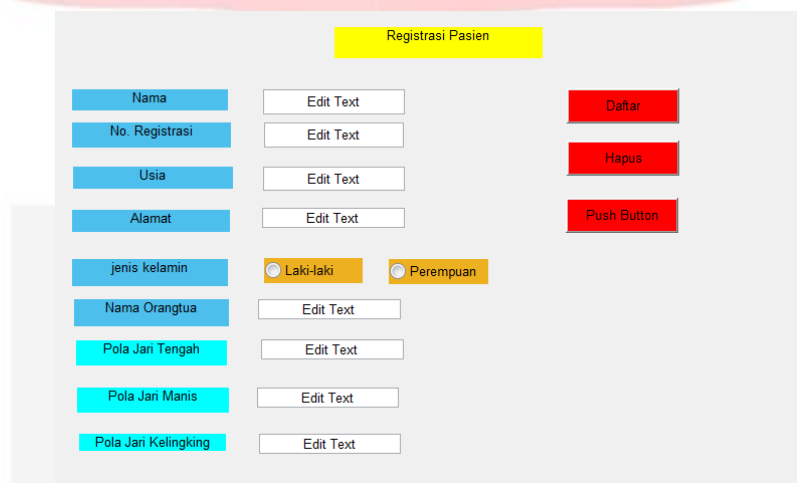 Registrasi Pasien
Nama Edit Text Daftar
No. Registrasi Edit Text
Hapus
Usia Edit Text
Alamat Edit Text Push Button
jenis kelamin Laki-laki Perempuan
Nama Orangtua Edit Text
Pola Jari Tengah Edit Text
Pola Jari Manis Edit Text
Pola Jari Kelingking Edit Text